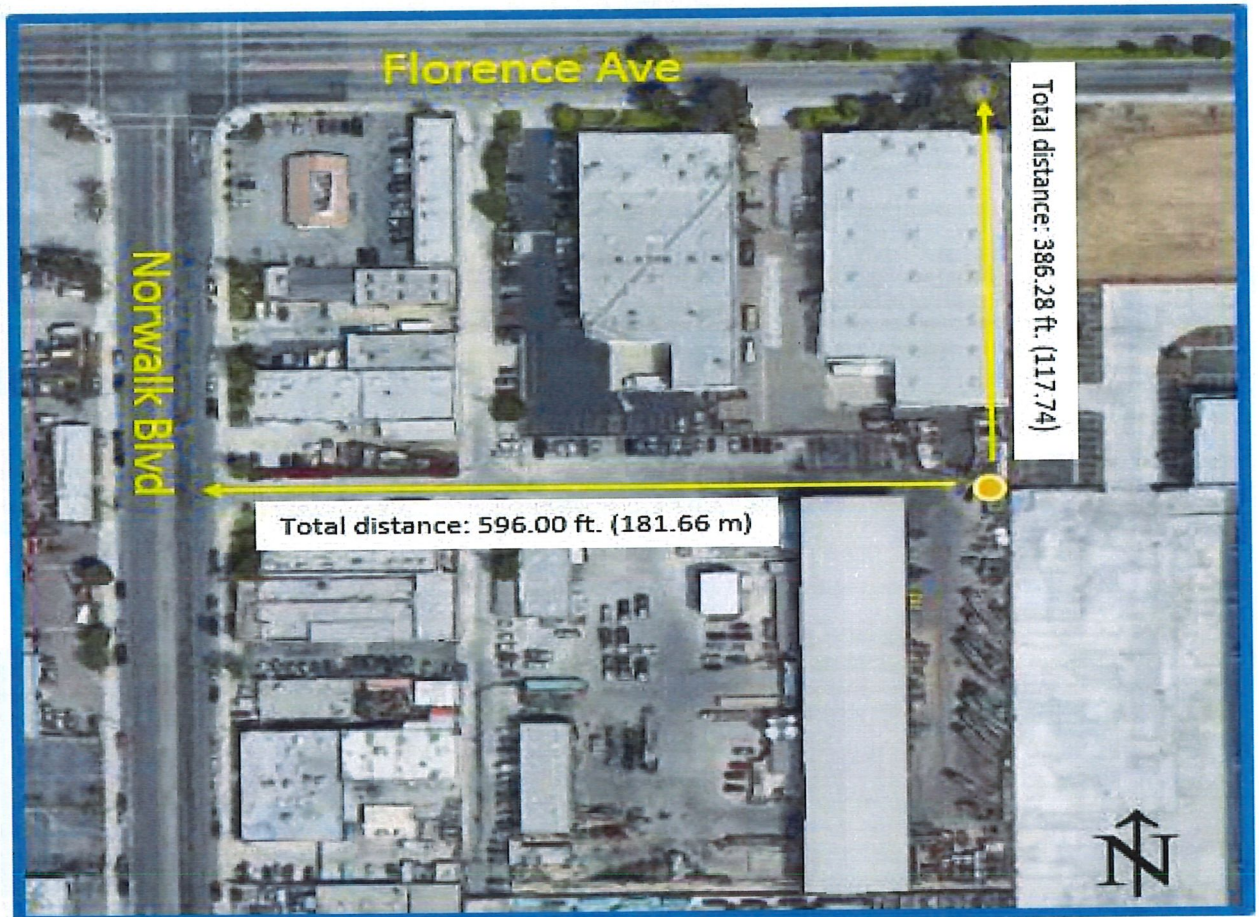 Florence Ave
Total distance: 386.28 ft. (117.74)
Norwalk Blvd
Total distance: 596.00 ft. (181.66 m)
N